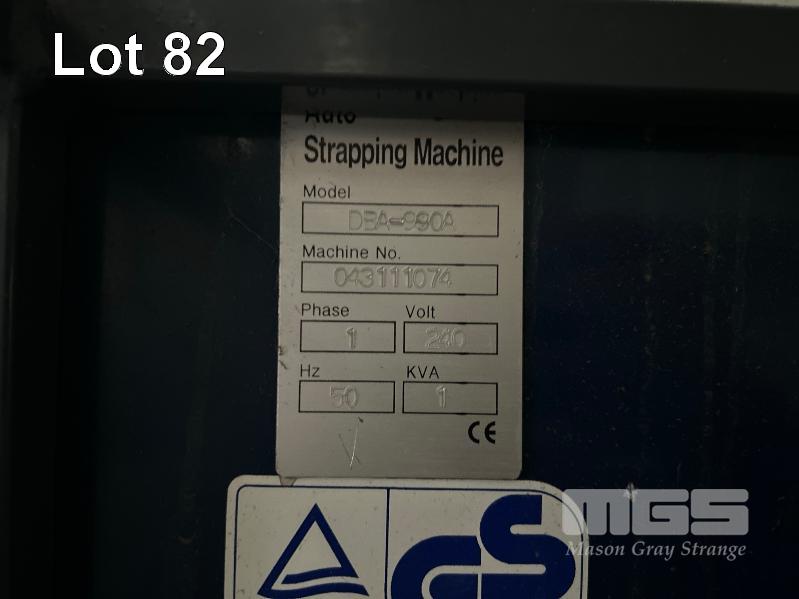 Lot 82
Auto
Strapping Machine
Model
DBA-990A
Machine No.
043111074
Phase Volt
1 240
Hz KVA
50 1
CE
GS
MGS
Mason Gray Strange